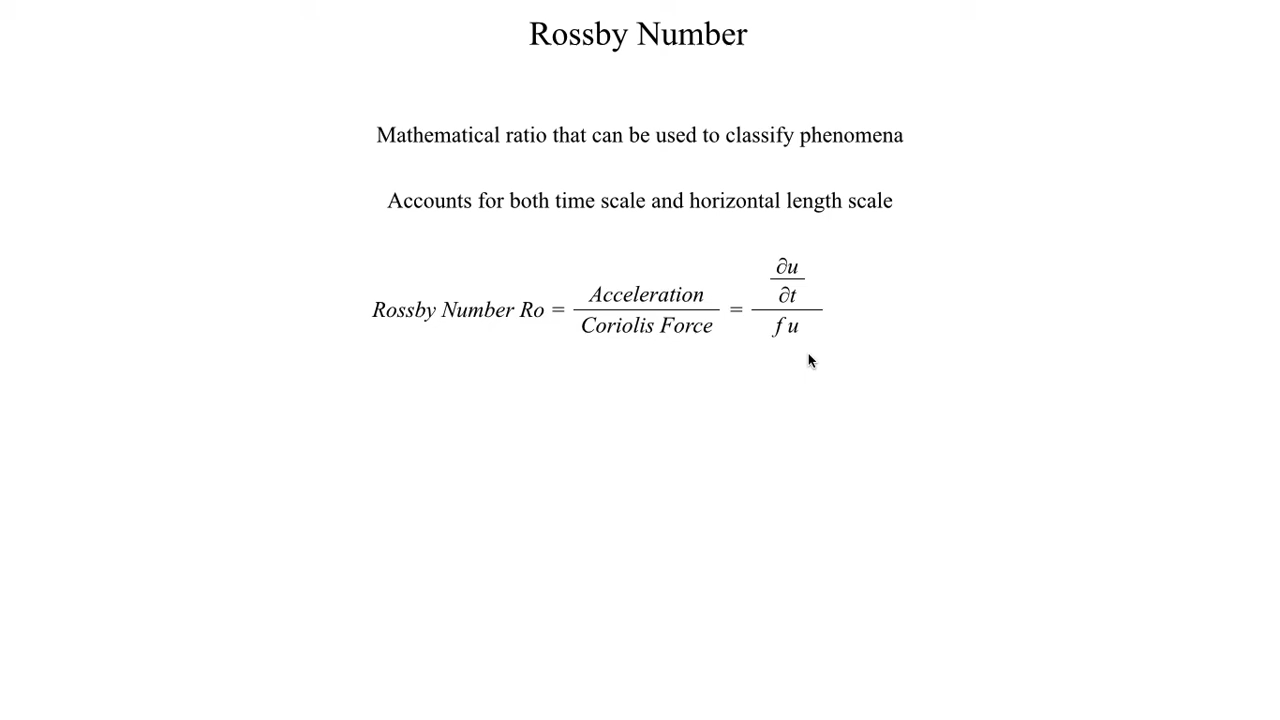 Rossby Number
Mathematical ratio that can be used to classify phenomena
Accounts for both time scale and horizontal length scale
Rossby Number Ro = Acceleration / Coriolis Force = (∂u / ∂t) / f u